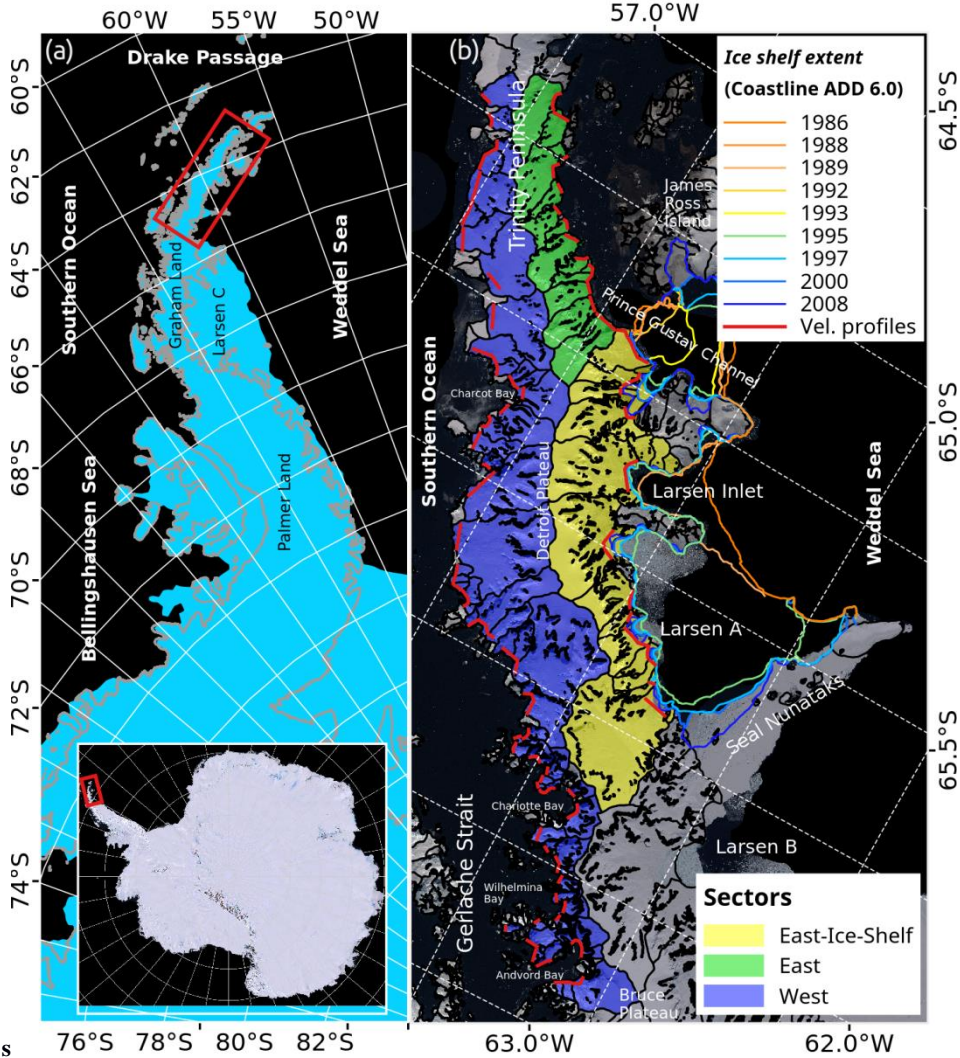 60°W
55°W
50°W
(a)
Drake Passage
60°S
62°S
64°S
66°S
68°S
70°S
72°S
74°S
Southern Ocean
Graham Land
Larsen C
Weddel Sea
Bellingshausen Sea
Palmer Land
76°S
78°S
80°S
82°S
s
57.0°W
(b)
Trinity Peninsula
James
Ross
Island
Prince Gustav Channel
Charcot Bay
Southern Ocean
Detroit Plateau
Larsen Inlet
Weddel Sea
Larsen A
Seal Nunataks
Charlotte Bay
Larsen B
Gerlache Strait
Wilhelmina
Bay
Andvord Bay
Bruce
Plateau
64.5°S
65.0°S
65.5°S
63.0°W
62.0°W
Ice shelf extent
(Coastline ADD 6.0)
1986
1988
1989
1992
1993
1995
1997
2000
2008
Vel. profiles
Sectors
East-Ice-Shelf
East
West